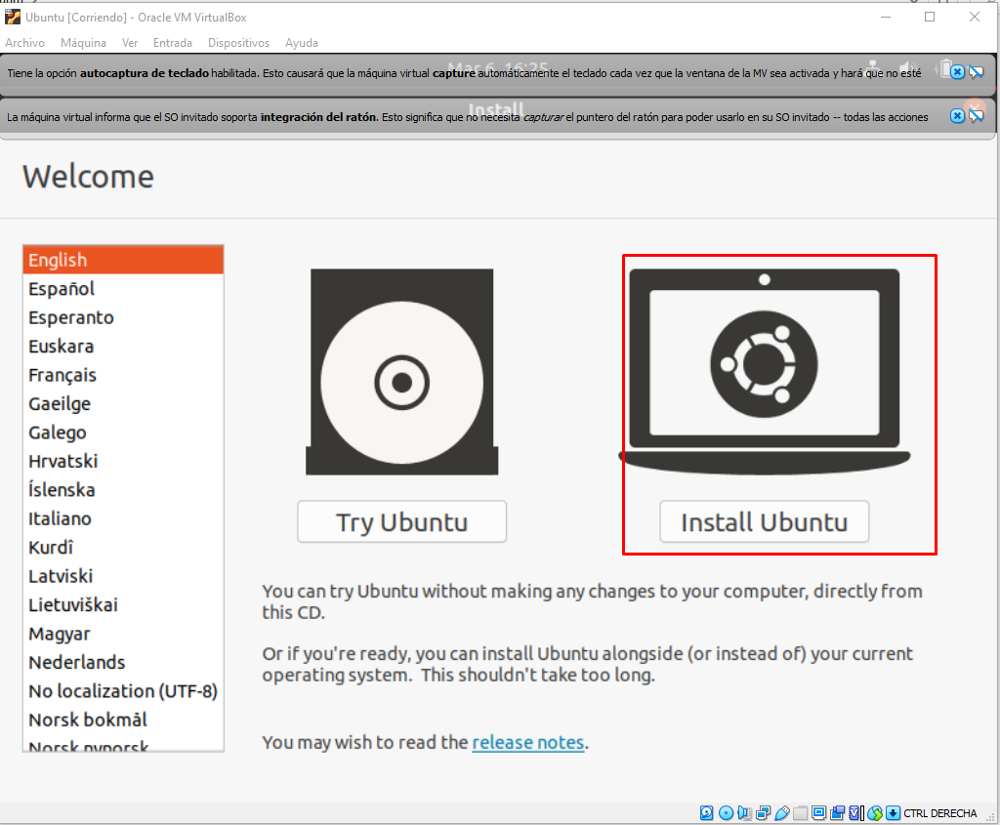 Ubuntu [Corriendo] - Oracle VM VirtualBox
Archivo Máquina Ver Entrada Dispositivos Ayuda
Mar 6 16:25
Tiene la opción autocaptura de teclado habilitada. Esto causará que la máquina virtual capture automáticamente el teclado cada vez que la ventana de la MV sea activada y hará que no esté
Install
La máquina virtual informa que el SO invitado soporta integración del ratón. Esto significa que no necesita capturar el puntero del ratón para poder usarlo en su SO invitado -- todas las acciones
Welcome
English
Español
Esperanto
Euskara
Français
Gaeilge
Galego
Hrvatski
Íslenska
Italiano
Kurdî
Latviski
Lietuviškai
Magyar
Nederlands
No localization (UTF-8)
Norsk bokmål
Norsk nynorsk
Try Ubuntu
Install Ubuntu
You can try Ubuntu without making any changes to your computer, directly from
this CD.
Or if you're ready, you can install Ubuntu alongside (or instead of) your current
operating system. This shouldn't take too long.
You may wish to read the release notes.
CTRL DERECHA